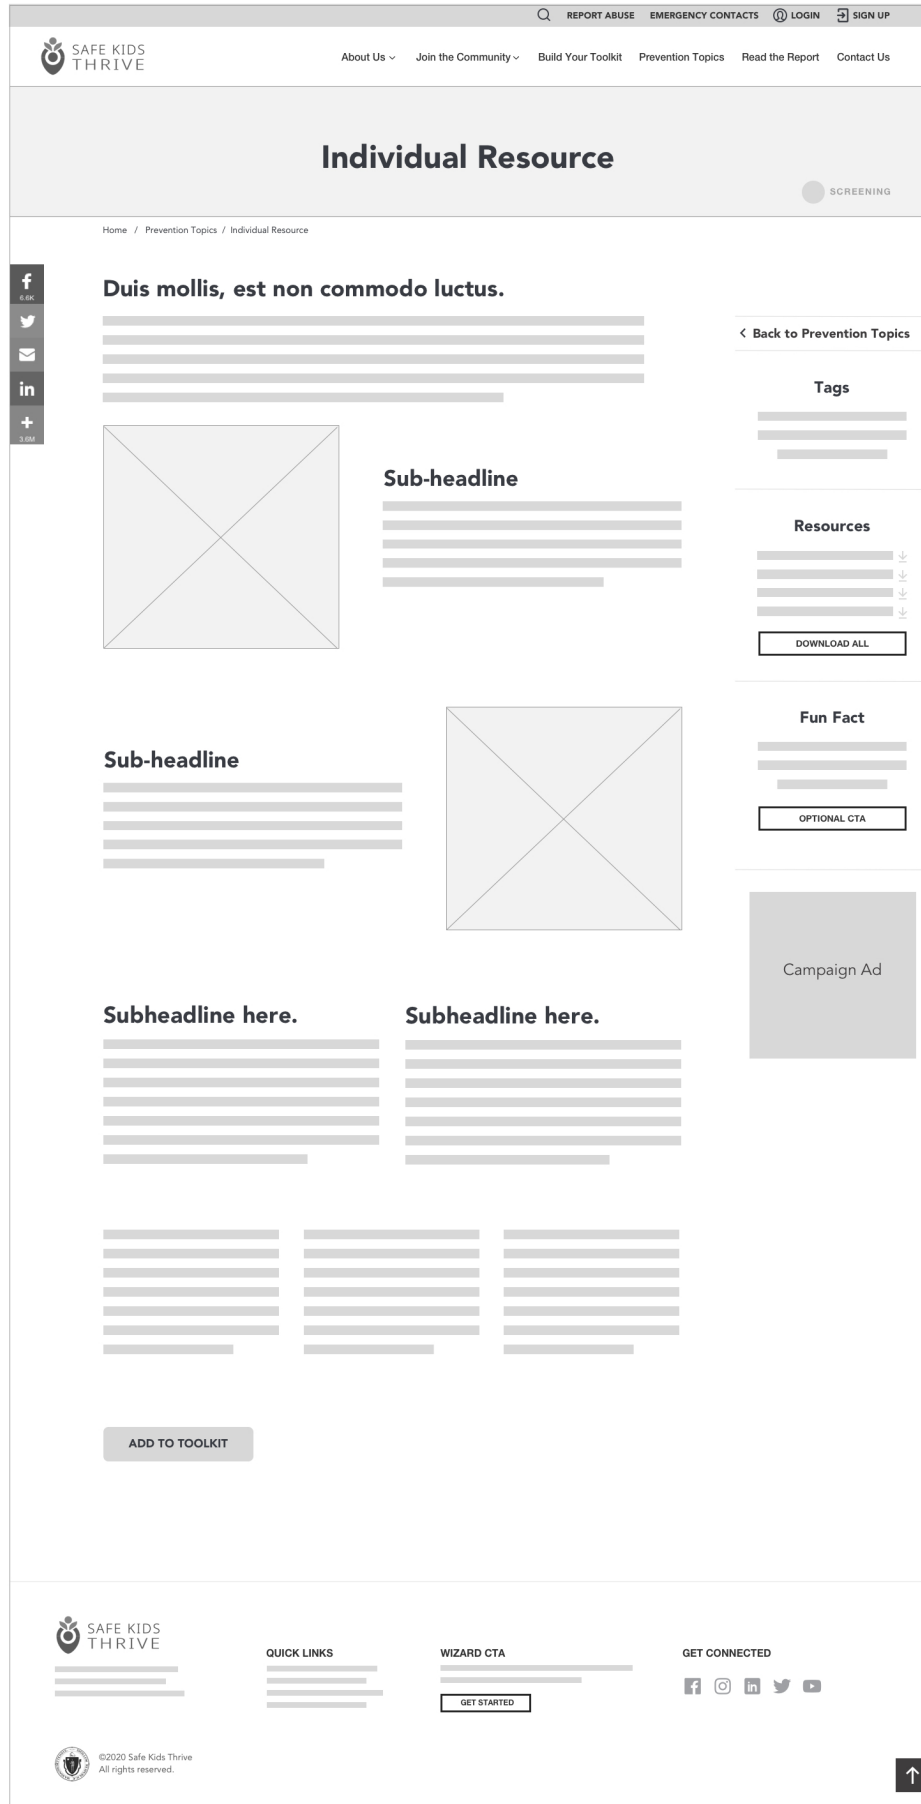 REPORT ABUSE EMERGENCY CONTACTS LOGIN SIGN UP
SAFE KIDS
THRIVE
About Us Join the Community Build Your Toolkit Prevention Topics Read the Report Contact Us
Individual Resource
SCREENING
Home / Prevention Topics / Individual Resource
6.6K
3.6M
Duis mollis, est non commodo luctus.
Sub-headline
Sub-headline
Subheadline here. Subheadline here.
ADD TO TOOLKIT
Back to Prevention Topics
Tags
Resources
DOWNLOAD ALL
Fun Fact
OPTIONAL CTA
Campaign Ad
SAFE KIDS
THRIVE
QUICK LINKS
WIZARD CTA
GET STARTED
GET CONNECTED
©2020 Safe Kids Thrive
All rights reserved.